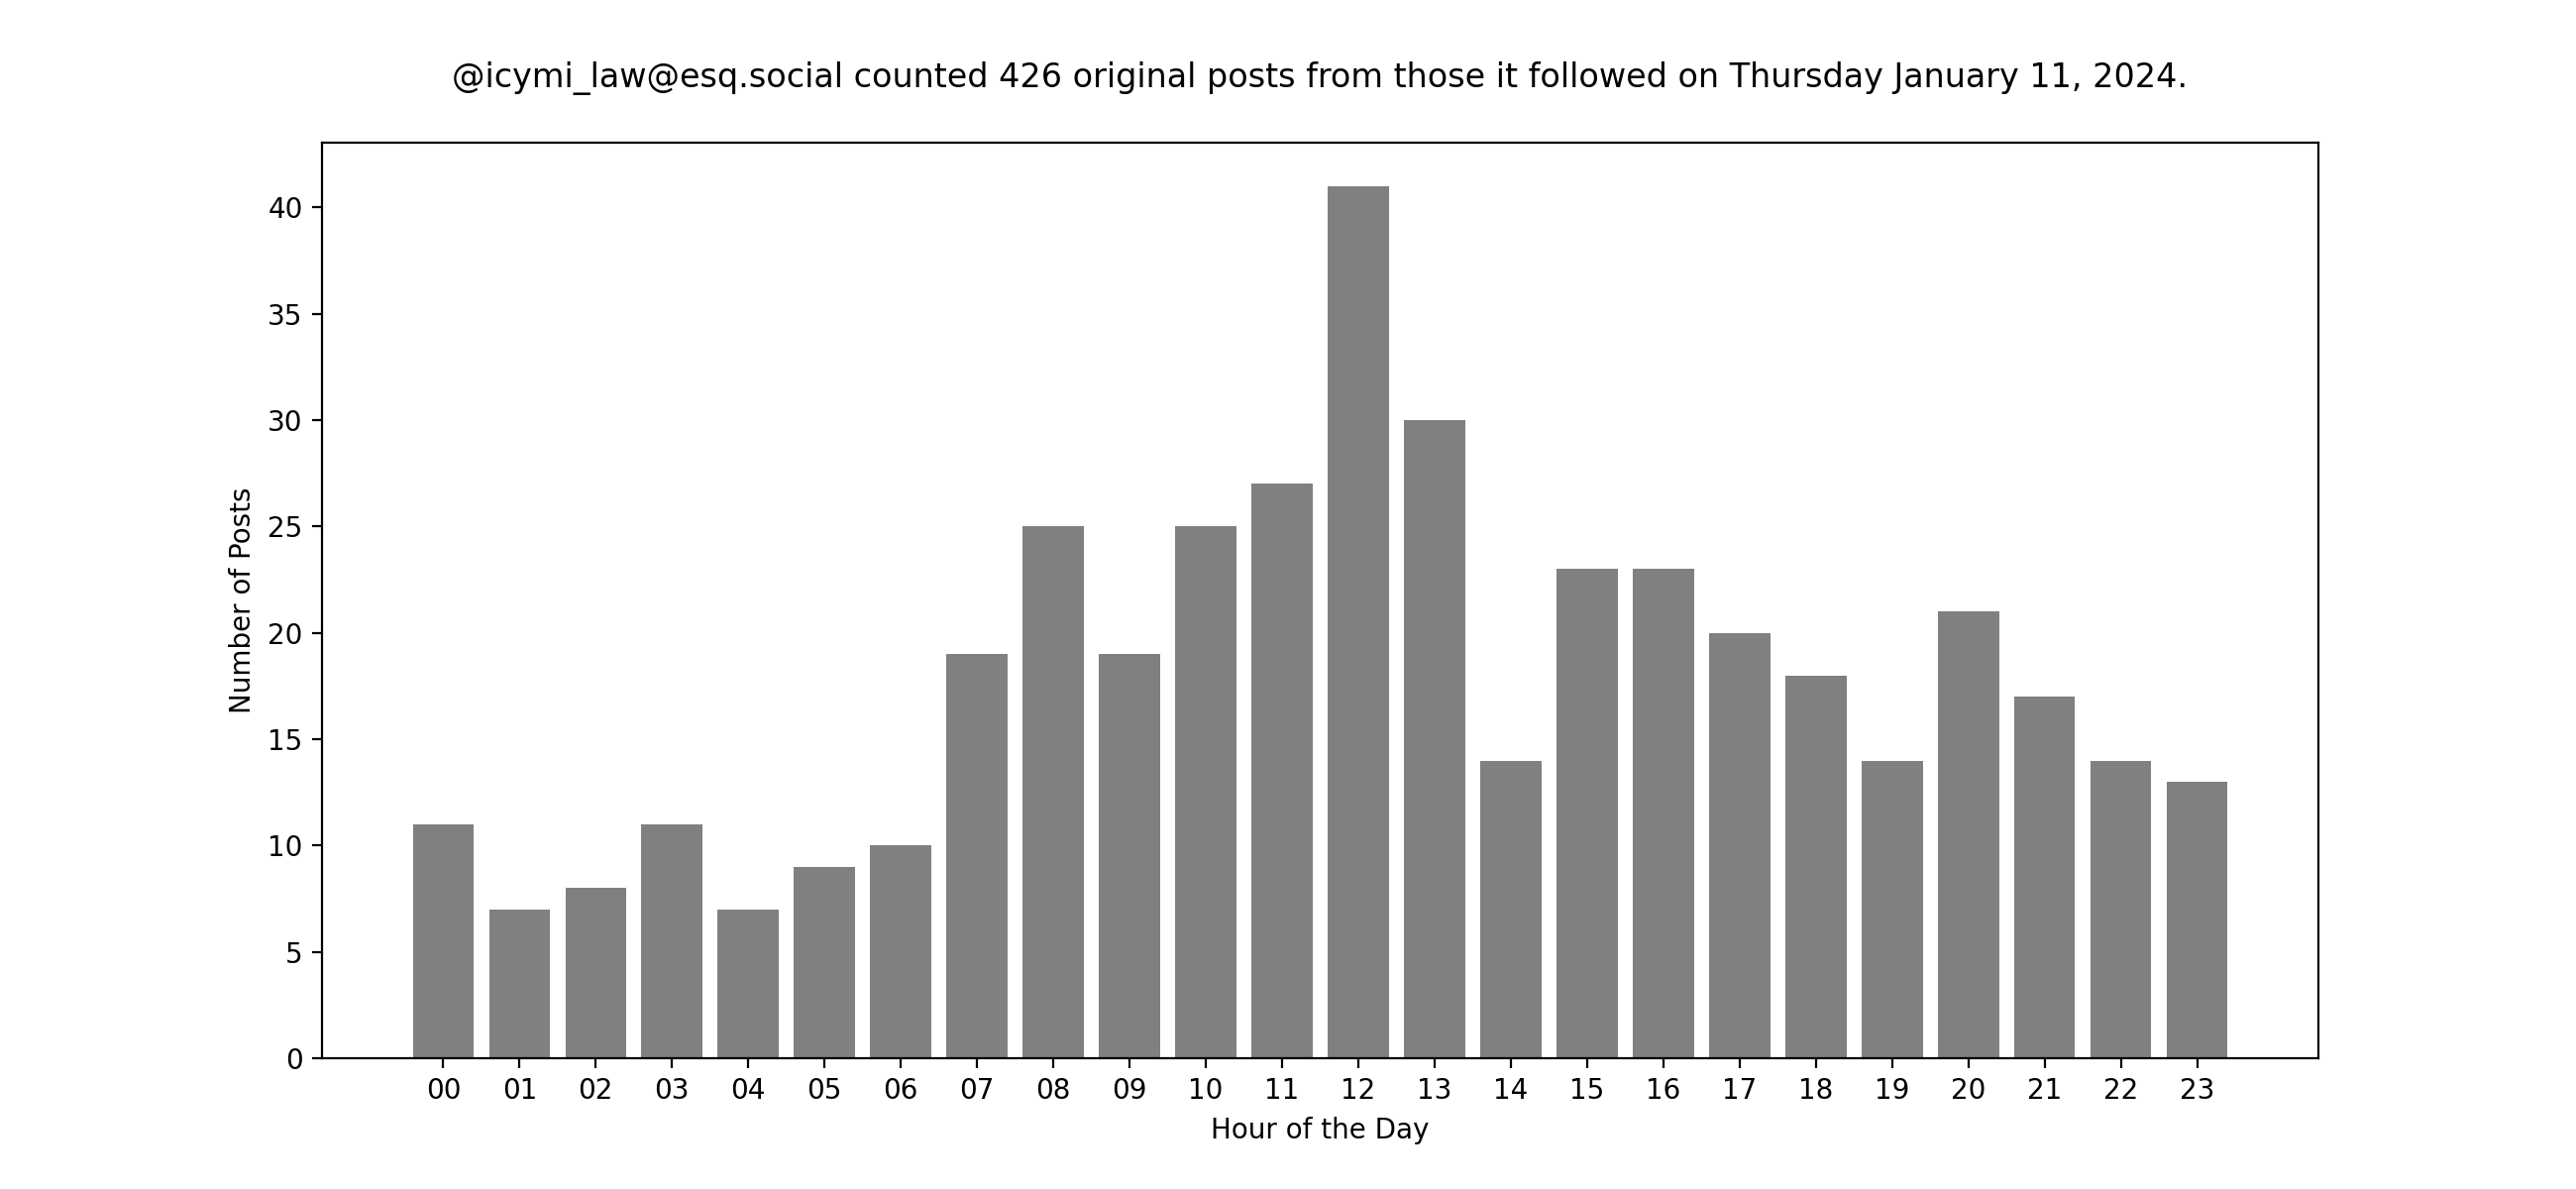 @icymi_law@esq.social counted 426 original posts from those it followed on Thursday January 11, 2024.
Number of Posts
40
35
30
25
20
15
10
5
0
00 01 02 03 04 05 06 07 08 09 10 11 12 13 14 15 16 17 18 19 20 21 22 23
Hour of the Day